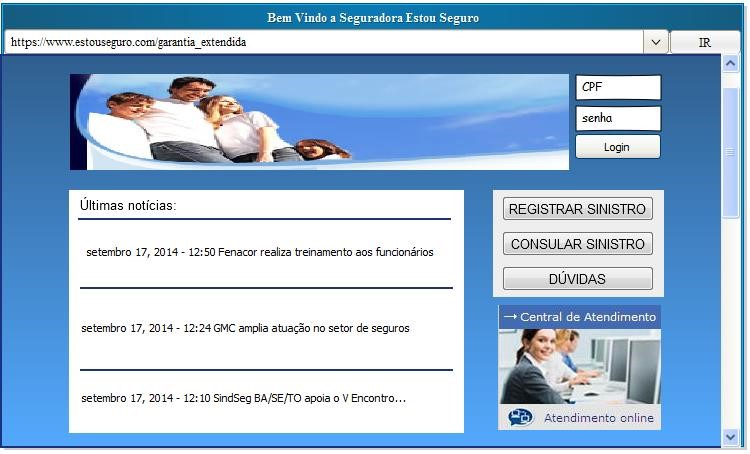 Bem Vindo a Seguradora Estou Seguro
https://www.estouseguro.com/garantia_extendida
IR
CPF
senha
Login
Últimas notícias:
setembro 17, 2014 - 12:50 Fenacor realiza treinamento aos funcionários
setembro 17, 2014 - 12:24 GMC amplia atuação no setor de seguros
setembro 17, 2014 - 12:10 SindSeg BA/SE/TO apoia o V Encontro...
REGISTRAR SINISTRO
CONSULAR SINISTRO
DÚVIDAS
→ Central de Atendimento
Atendimento online